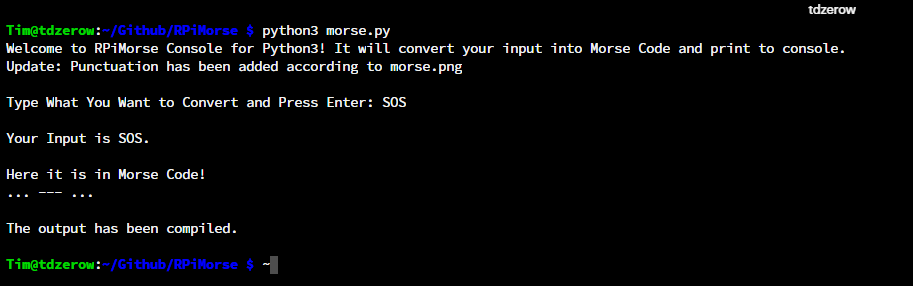 tdzerow
Tim@tdzerow:~/Github/RPiMorse $ python3 morse.py
Welcome to RPiMorse Console for Python3! It will convert your input into Morse Code and print to console.
Update: Punctuation has been added according to morse.png
Type What You Want to Convert and Press Enter: SOS
Your Input is SOS.
Here it is in Morse Code!
... --- ...
The output has been compiled.
Tim@tdzerow:~/Github/RPiMorse $ ~